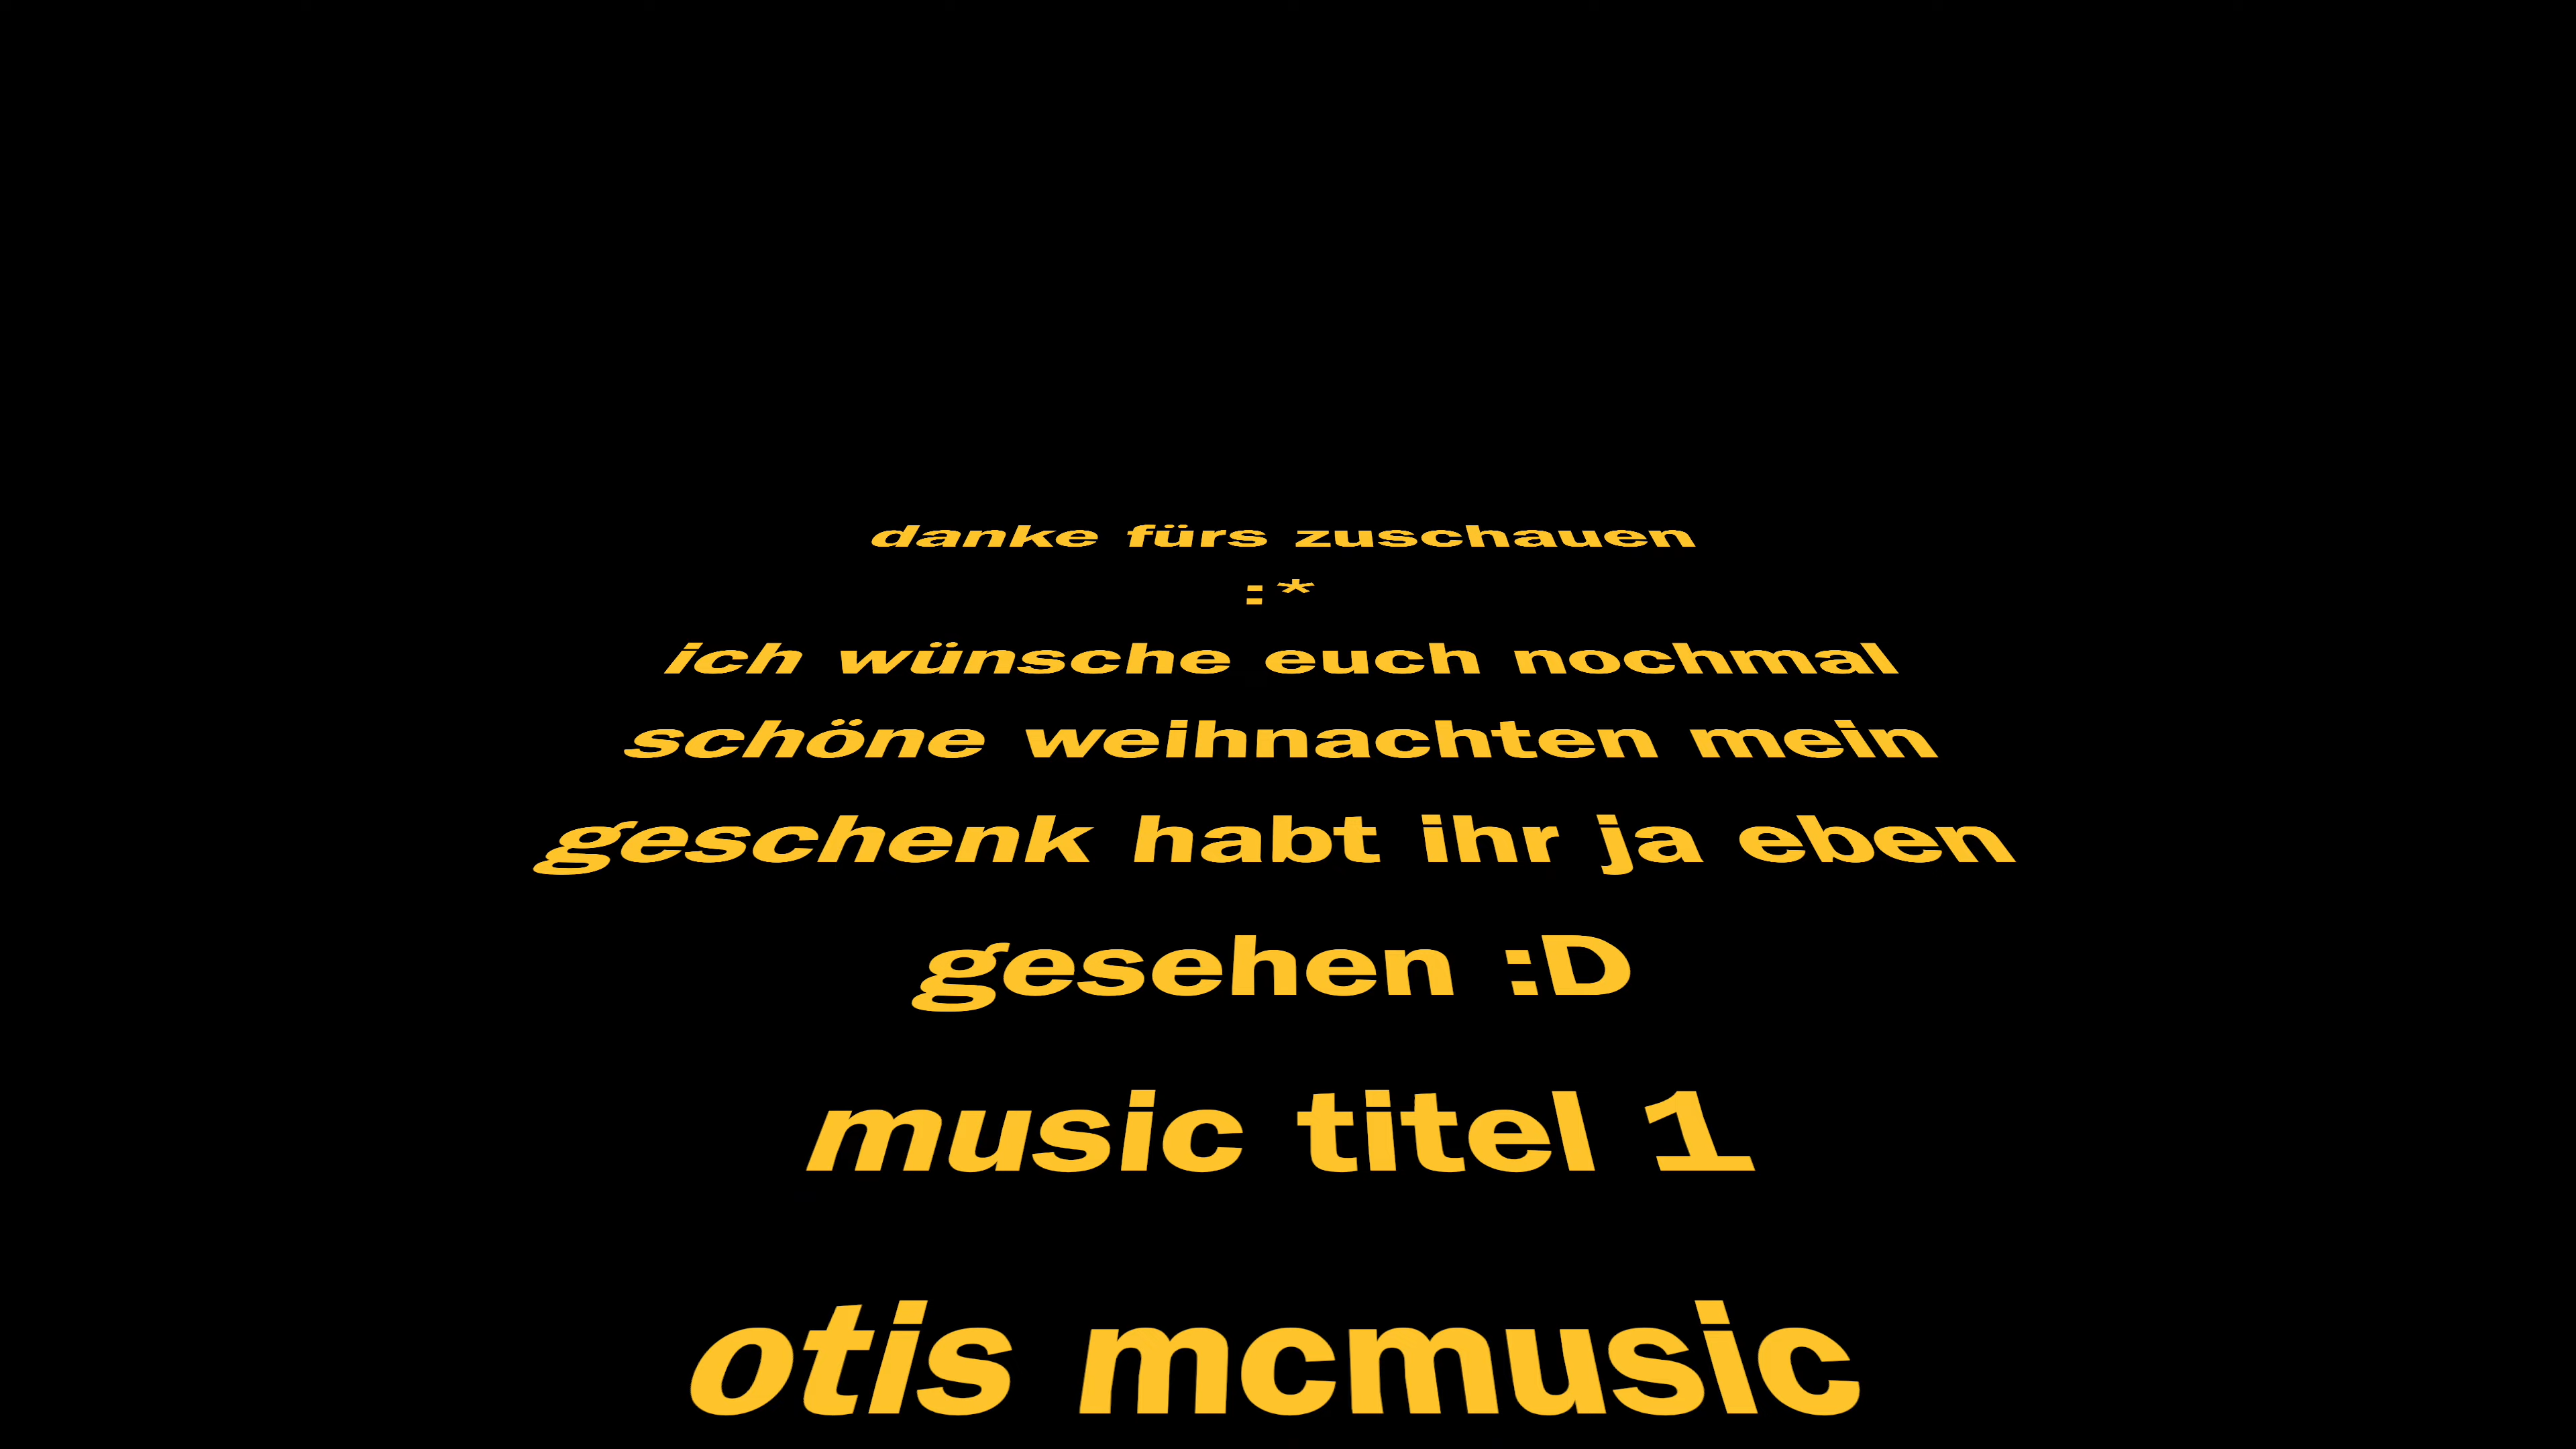 danke fürs zuschauen
:*
ich wünsche euch nochmal
schöne weihnachten mein
geschenk habt ihr ja eben
gesehen :D
music titel 1
otis mcmusic